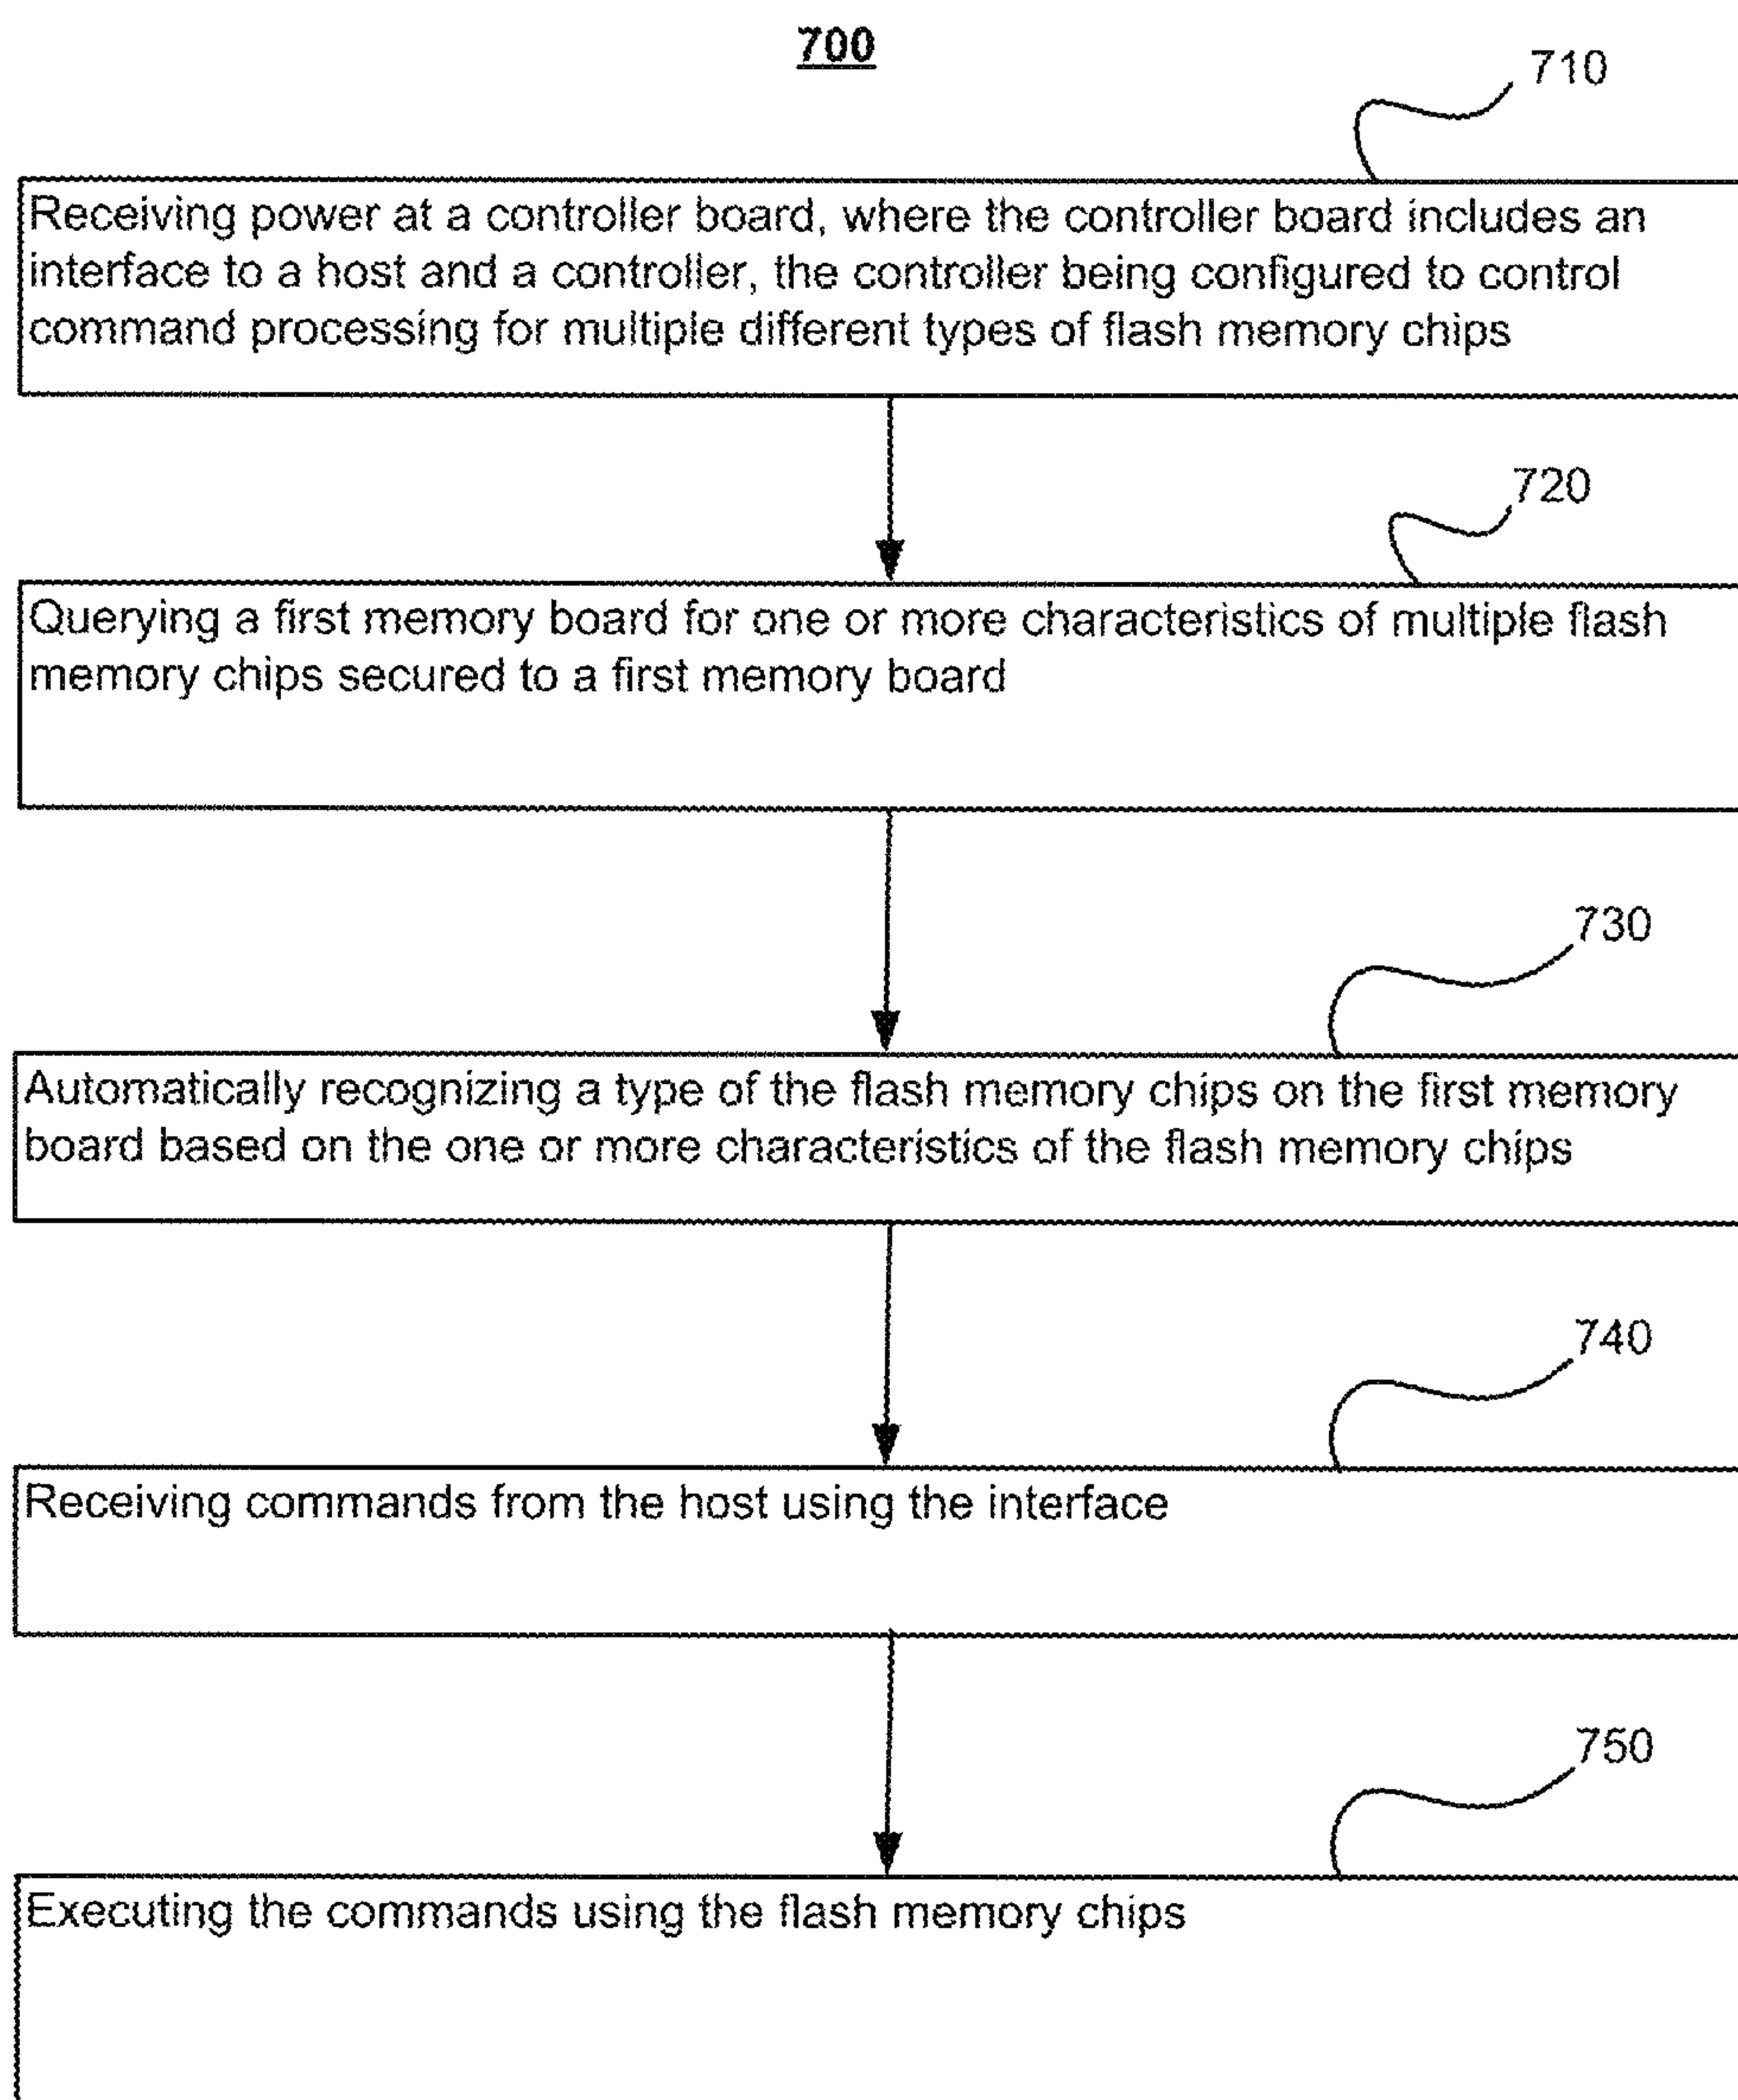 700
710
Receiving power at a controller board, where the controller board includes an
interface to a host and a controller, the controller being configured to control
command processing for multiple different types of flash memory chips
720
Querying a first memory board for one or more characteristics of multiple flash
memory chips secured to a first memory board
730
Automatically recognizing a type of the flash memory chips on the first memory
board based on the one or more characteristics of the flash memory chips
740
Receiving commands from the host using the interface
750
Executing the commands using the flash memory chips